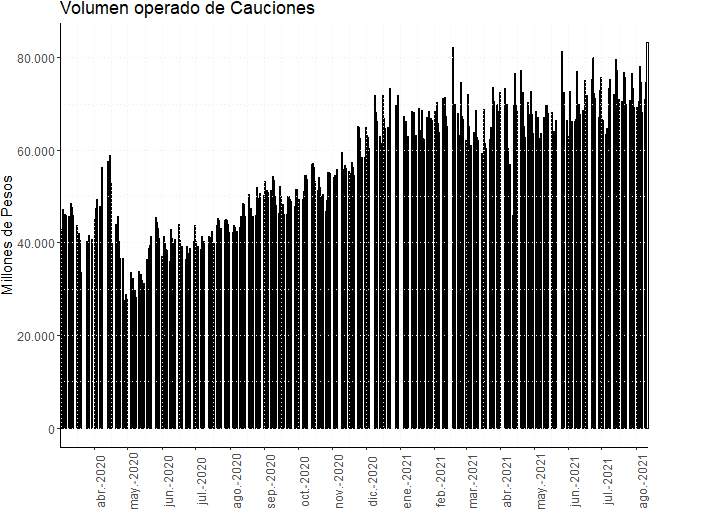 Volumen operado de Cauciones
Millones de Pesos
80.000
60.000
40.000
20.000
0
abr.-2020
may.-2020
jun.-2020
jul.-2020
ago.-2020
sep.-2020
oct.-2020
nov.-2020
dic.-2020
ene.-2021
feb.-2021
mar.-2021
abr.-2021
may.-2021
jun.-2021
jul.-2021
ago.-2021